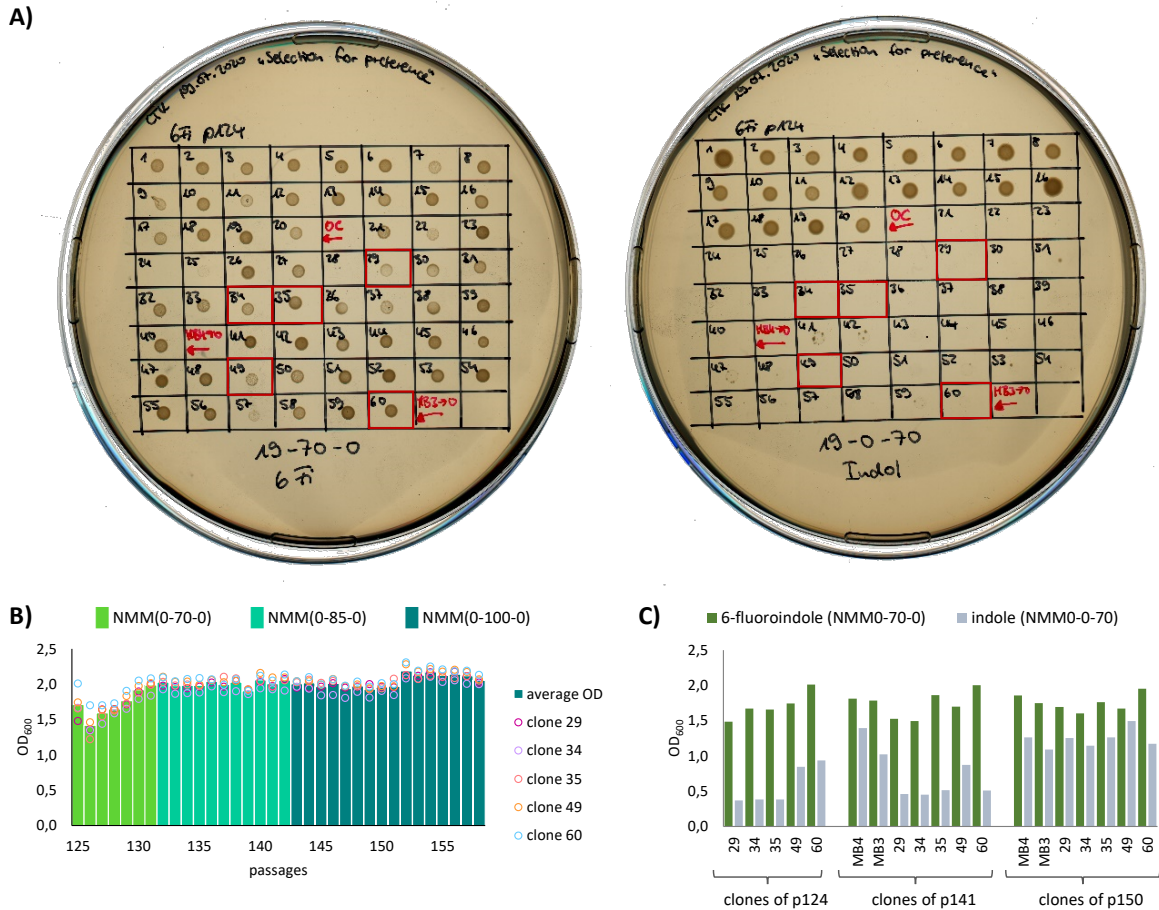 A)
CTK 19.07.2020 „Selection for preference"
6Fi p124
1 2 3 4 5 6 7 8
9 10 11 12 13 14 15 16
17 18 19 20 OC 21 22 23
24 25 26 27 28 29 30 31
32 33 34 35 36 37 38 39
40 MB4→0 41 42 43 44 45 46
47 48 49 50 51 52 53 54
55 56 57 58 59 60 MB3→0
19-70-0
6Fi
CTK 19.07.2020 „Selection for preference"
6Fi p124
1 2 3 4 5 6 7 8
9 10 11 12 13 14 15 16
17 18 19 20 OC 21 22 23
24 25 26 27 28 29 30 31
32 33 34 35 36 37 38 39
40 MB4→0 41 42 43 44 45 46
47 48 49 50 51 52 53 54
55 56 57 58 59 60 MB3→0
19-0-70
Indol
B)
NMM(0-70-0) NMM(0-85-0) NMM(0-100-0)
2,5
2,0
1,5
1,0
0,5
0,0
OD600
125 130 135 140 145 150 155
passages
average OD
clone 29
clone 34
clone 35
clone 49
clone 60
C)
6-fluoroindole (NMM0-70-0) indole (NMM0-0-70)
2,5
2,0
1,5
1,0
0,5
0,0
OD600
29 34 35 49 60 MB4 MB3 29 34 35 49 60 MB4 MB3 29 34 35 49 60
clones of p124 clones of p141 clones of p150